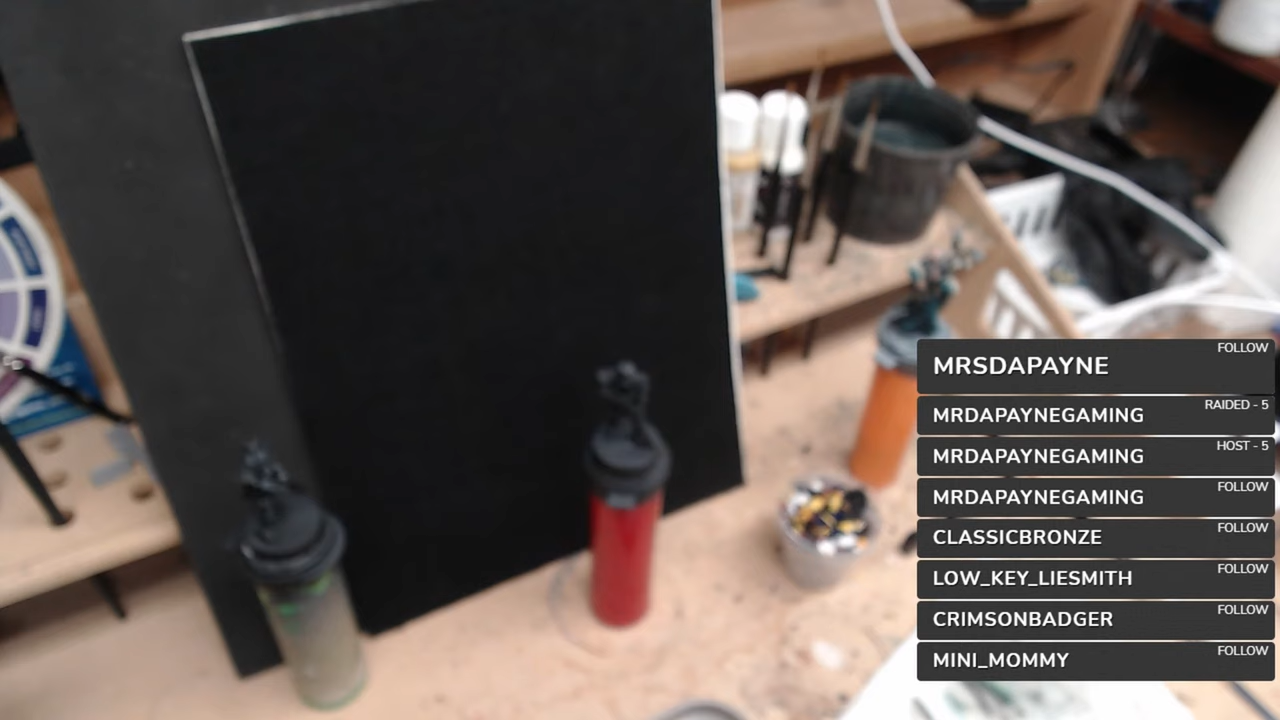 FOLLOW
MRSDAPAYNE
RAIDED - 5
MRDAPAYNEGAMING
HOST - 5
MRDAPAYNEGAMING
FOLLOW
MRDAPAYNEGAMING
FOLLOW
CLASSICBRONZE
FOLLOW
LOW_KEY_LIESMITH
FOLLOW
CRIMSONBADGER
FOLLOW
MINI_MOMMY